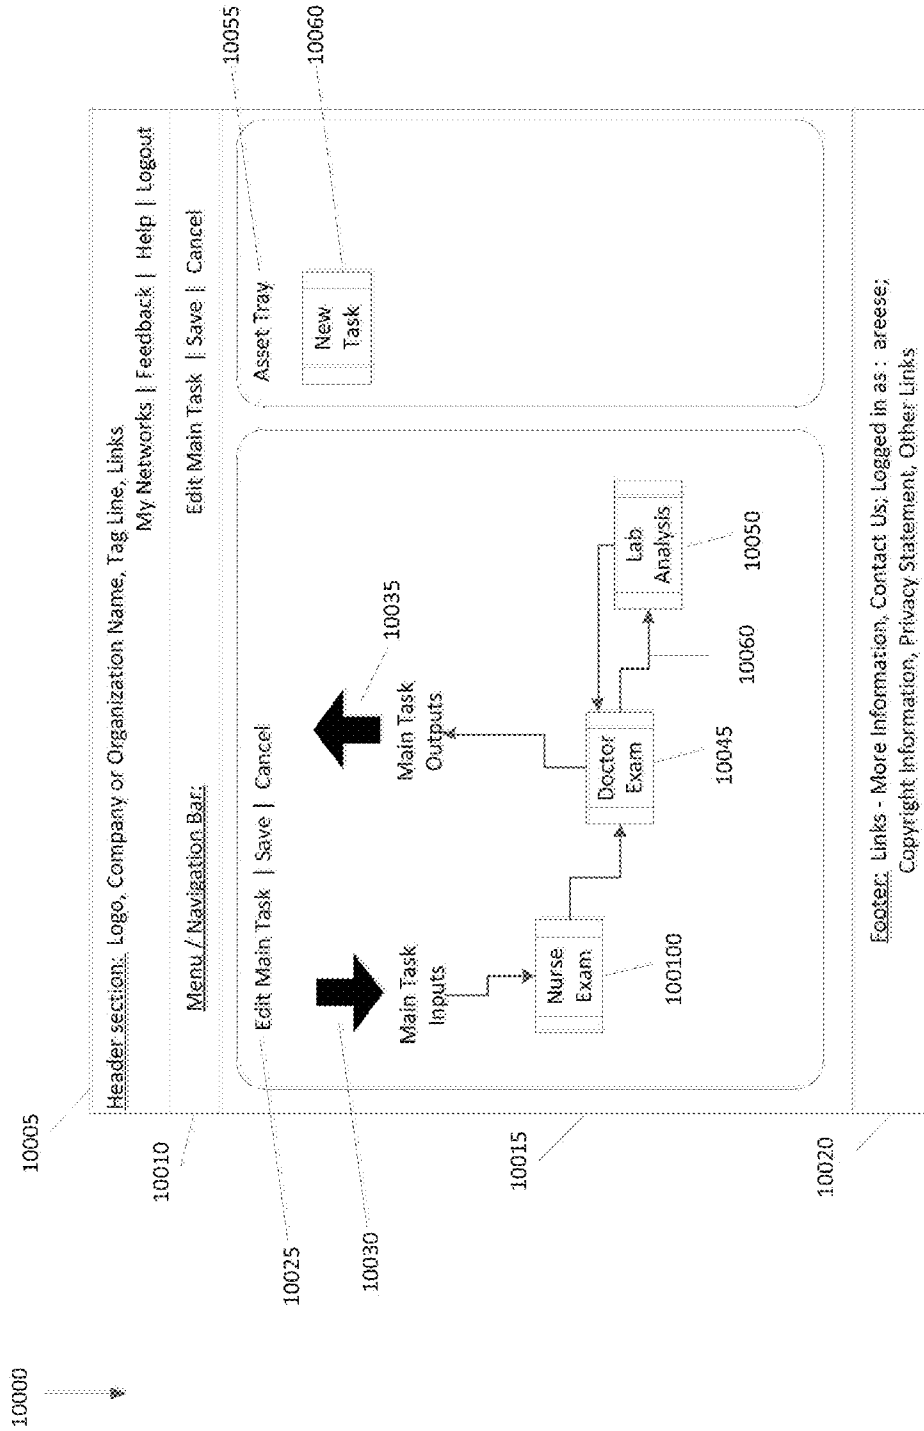 10000
10005
Header section: Logo, Company or Organization Name, Tag Line, Links
My Networks | Feedback | Help | Logout
10010
Menu / Navigation Bar:
Edit Main Task | Save | Cancel
10025
Edit Main Task | Save | Cancel
10030
Main Task
Inputs
10035
Main Task
Outputs
10015
Nurse
Exam
100100
Doctor
Exam
10045
10060
Lab
Analysis
10050
10055
Asset Tray
10060
New
Task
10020
Footer: Links - More Information, Contact Us; Logged in as : areese;
Copyright Information, Privacy Statement, Other Links